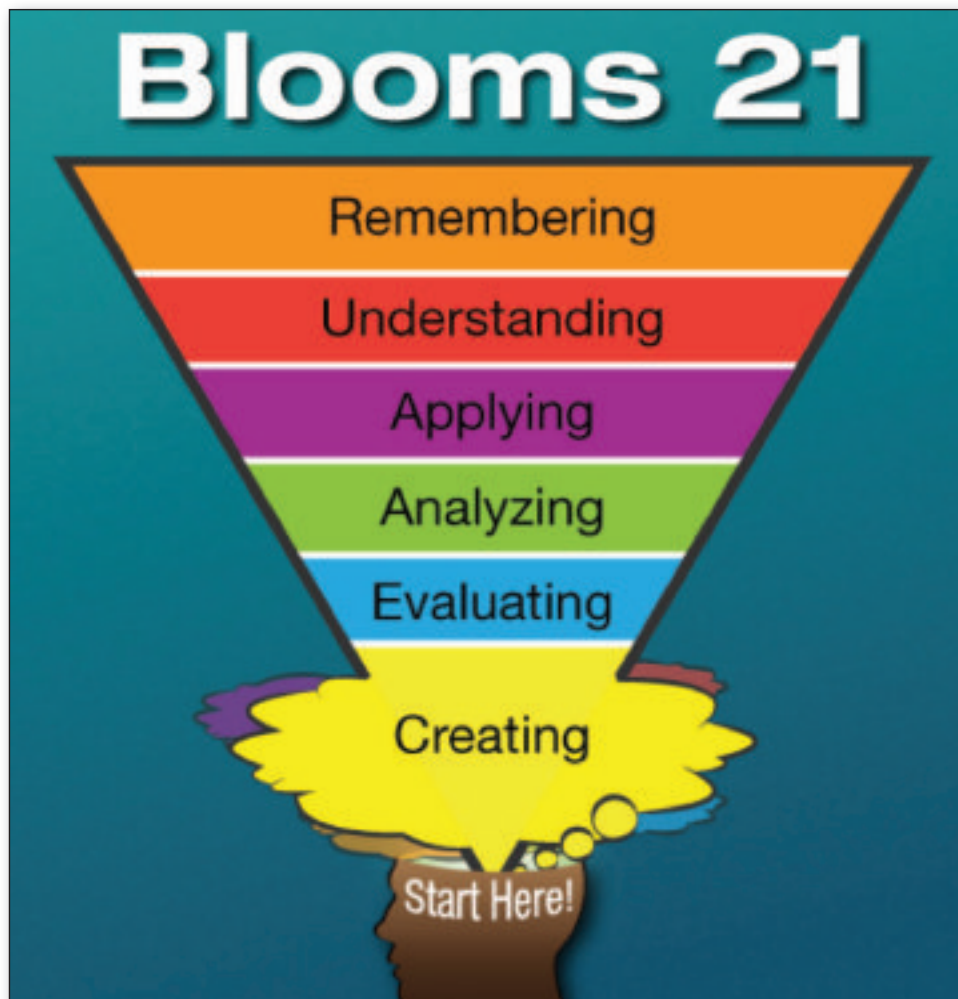 Blooms 21
Remembering
Understanding
Applying
Analyzing
Evaluating
Creating
Start Here!